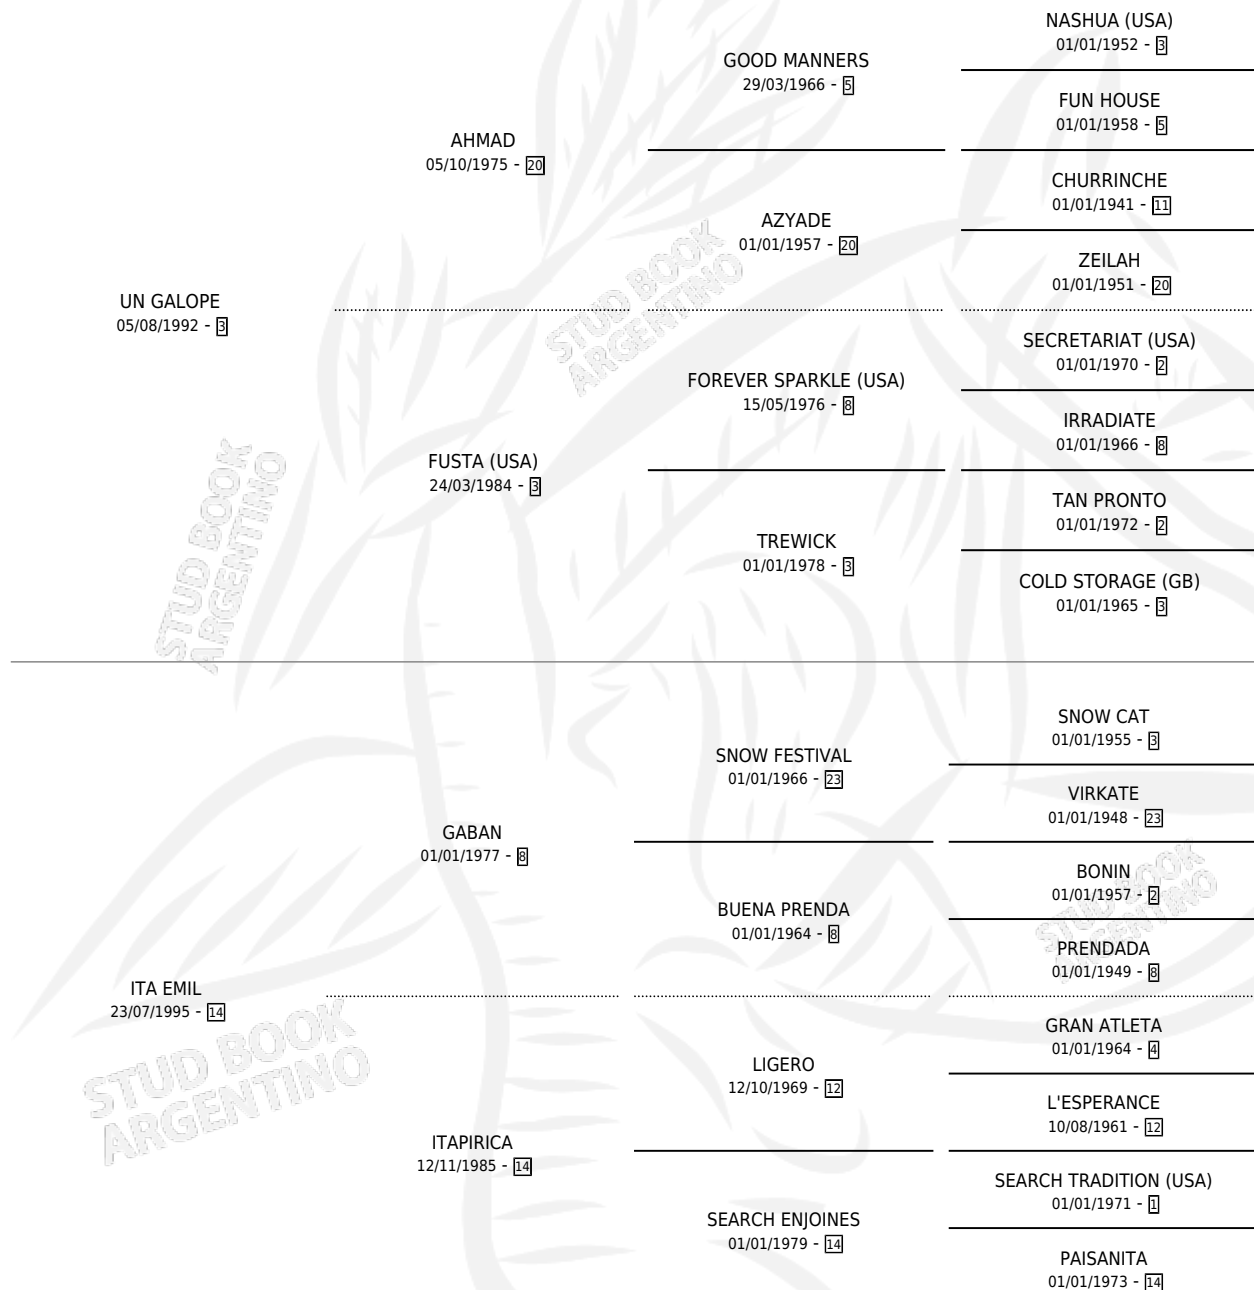 NASHUA (USA)
01/01/1952 - 3
GOOD MANNERS
29/03/1966 - 5
FUN HOUSE
01/01/1958 - 5
AHMAD
05/10/1975 - 20
CHURRINCHE
01/01/1941 - 11
AZYADE
01/01/1957 - 20
ZEILAH
01/01/1951 - 20
UN GALOPE
05/08/1992 - 3
STUD BOOK
ARGENTINO
SECRETARIAT (USA)
01/01/1970 - 2
FOREVER SPARKLE (USA)
15/05/1976 - 8
IRRADIATE
01/01/1966 - 8
FUSTA (USA)
24/03/1984 - 3
TAN PRONTO
01/01/1972 - 2
TREWICK
01/01/1978 - 3
COLD STORAGE (GB)
01/01/1965 - 3
STUD BOOK
ARGENTINO
SNOW CAT
01/01/1955 - 3
SNOW FESTIVAL
01/01/1966 - 23
VIRKATE
01/01/1948 - 23
GABAN
01/01/1977 - 8
BONIN
01/01/1957 - 2
STUD BOOK
ARGENTINO
BUENA PRENDA
01/01/1964 - 8
PRENDADA
01/01/1949 - 8
ITA EMIL
23/07/1995 - 14
STUD BOOK
ARGENTINO
GRAN ATLETA
01/01/1964 - 4
LIGERO
12/10/1969 - 12
L'ESPERANCE
10/08/1961 - 12
ITAPIRICA
12/11/1985 - 14
SEARCH TRADITION (USA)
01/01/1971 - 1
SEARCH ENJOINES
01/01/1979 - 14
PAISANITA
01/01/1973 - 14